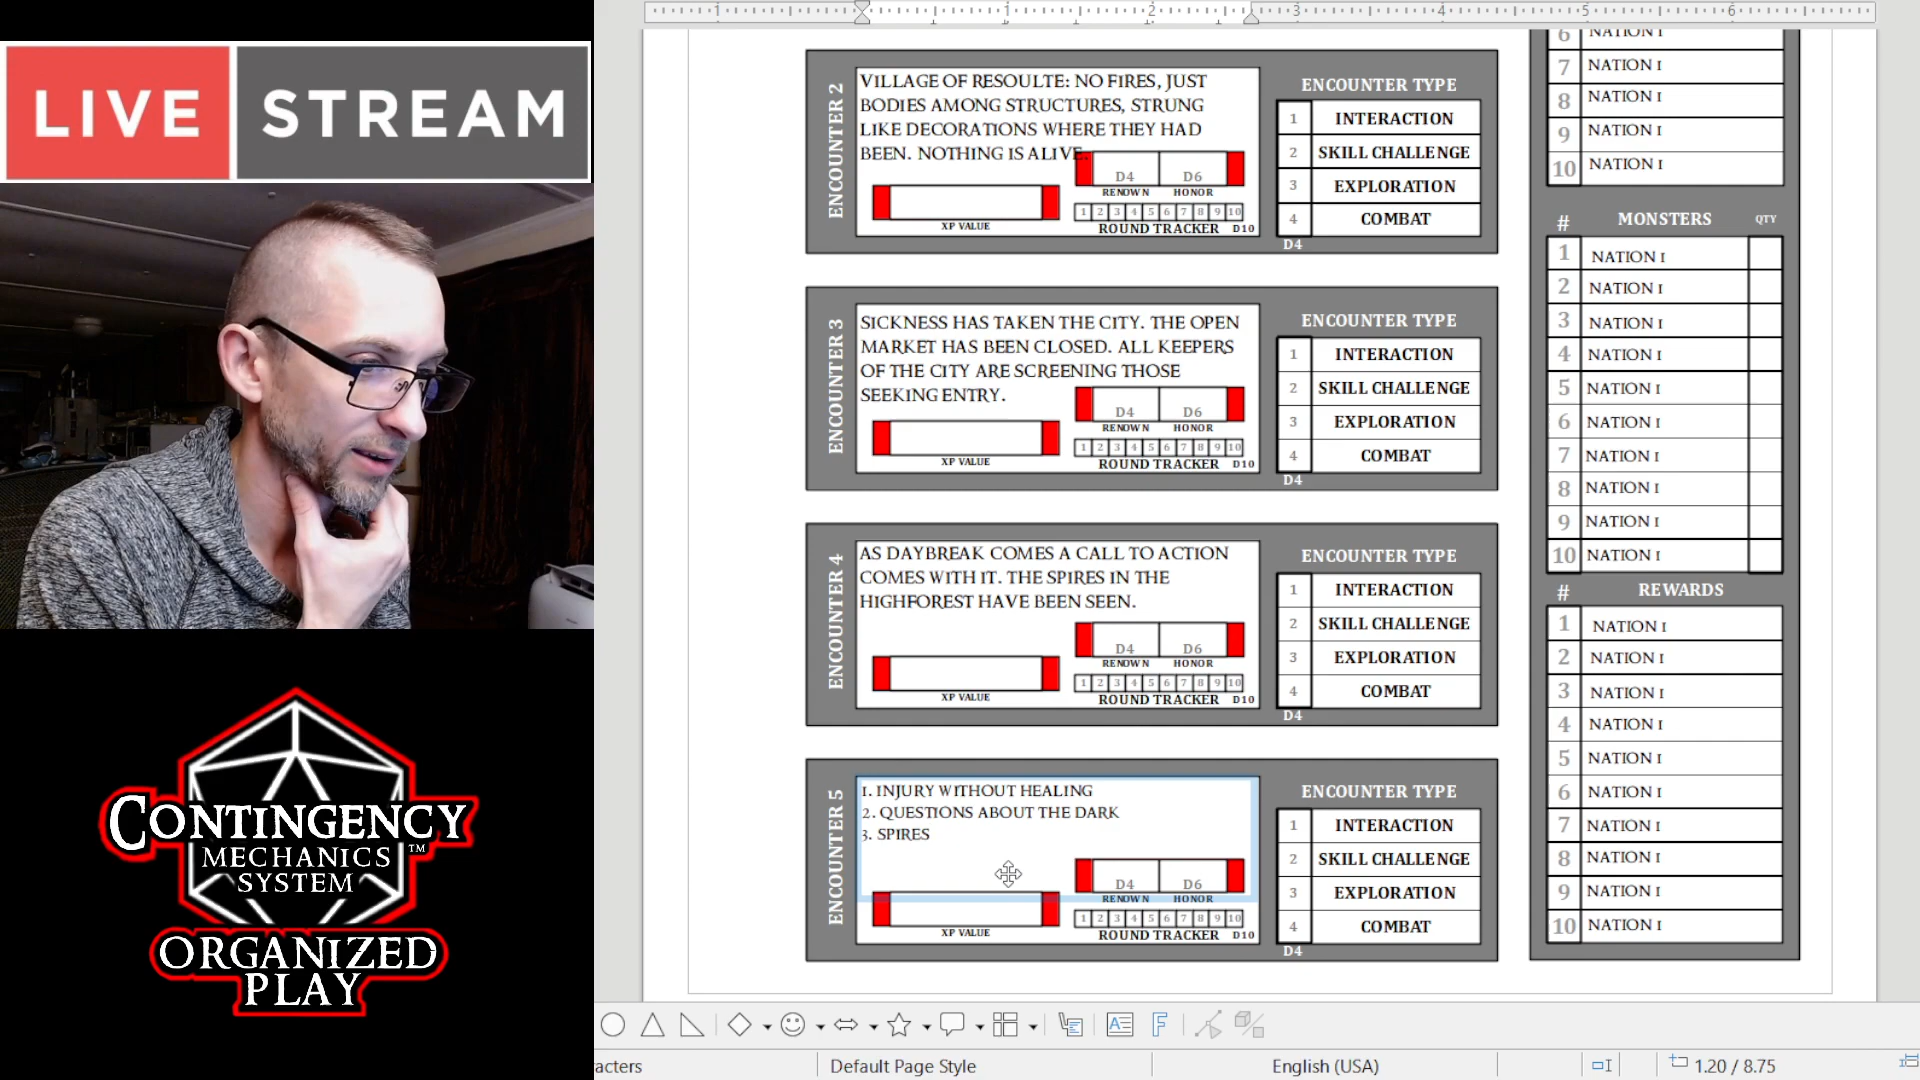 LIVE STREAM
CONTINGENCY
MECHANICS ™
SYSTEM
ORGANIZED
PLAY
1 1 2 3 4 5 6
ENCOUNTER 2
VILLAGE OF RESOULTE: NO FIRES, JUST
BODIES AMONG STRUCTURES, STRUNG
LIKE DECORATIONS WHERE THEY HAD
BEEN. NOTHING IS ALIVE.
D4 D6
RENOWN HONOR
XP VALUE
1 2 3 4 5 6 7 8 9 10
ROUND TRACKER D10
ENCOUNTER TYPE
1 INTERACTION
2 SKILL CHALLENGE
3 EXPLORATION
4 COMBAT
D4
ENCOUNTER 3
SICKNESS HAS TAKEN THE CITY. THE OPEN
MARKET HAS BEEN CLOSED. ALL KEEPERS
OF THE CITY ARE SCREENING THOSE
SEEKING ENTRY.
D4 D6
RENOWN HONOR
XP VALUE
1 2 3 4 5 6 7 8 9 10
ROUND TRACKER D10
ENCOUNTER TYPE
1 INTERACTION
2 SKILL CHALLENGE
3 EXPLORATION
4 COMBAT
D4
ENCOUNTER 4
AS DAYBREAK COMES A CALL TO ACTION
COMES WITH IT. THE SPIRES IN THE
HIGHFOREST HAVE BEEN SEEN.
D4 D6
RENOWN HONOR
XP VALUE
1 2 3 4 5 6 7 8 9 10
ROUND TRACKER D10
ENCOUNTER TYPE
1 INTERACTION
2 SKILL CHALLENGE
3 EXPLORATION
4 COMBAT
D4
ENCOUNTER 5
1. INJURY WITHOUT HEALING
2. QUESTIONS ABOUT THE DARK
3. SPIRES
D4 D6
RENOWN HONOR
XP VALUE
1 2 3 4 5 6 7 8 9 10
ROUND TRACKER D10
ENCOUNTER TYPE
1 INTERACTION
2 SKILL CHALLENGE
3 EXPLORATION
4 COMBAT
D4
6 NATION I
7 NATION I
8 NATION I
9 NATION I
10 NATION I
# MONSTERS QTY
1 NATION I
2 NATION I
3 NATION I
4 NATION I
5 NATION I
6 NATION I
7 NATION I
8 NATION I
9 NATION I
10 NATION I
# REWARDS
1 NATION I
2 NATION I
3 NATION I
4 NATION I
5 NATION I
6 NATION I
7 NATION I
8 NATION I
9 NATION I
10 NATION I
acters Default Page Style English (USA) 1.20 / 8.75